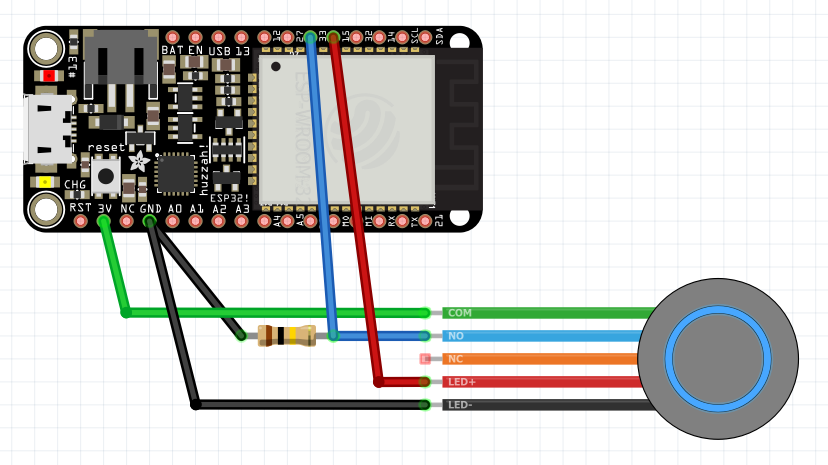 12
27
33
15
32
14
SCL
SDA
BAT EN USB 13
#13
reset
huzzah!
ESP32!
ESP-WROOM-32
CHG
RST 3V NC GND A0 A1 A2 A3
A4
A5
MO
MI
RX
TX
21
COM
NO
NC
LED+
LED-